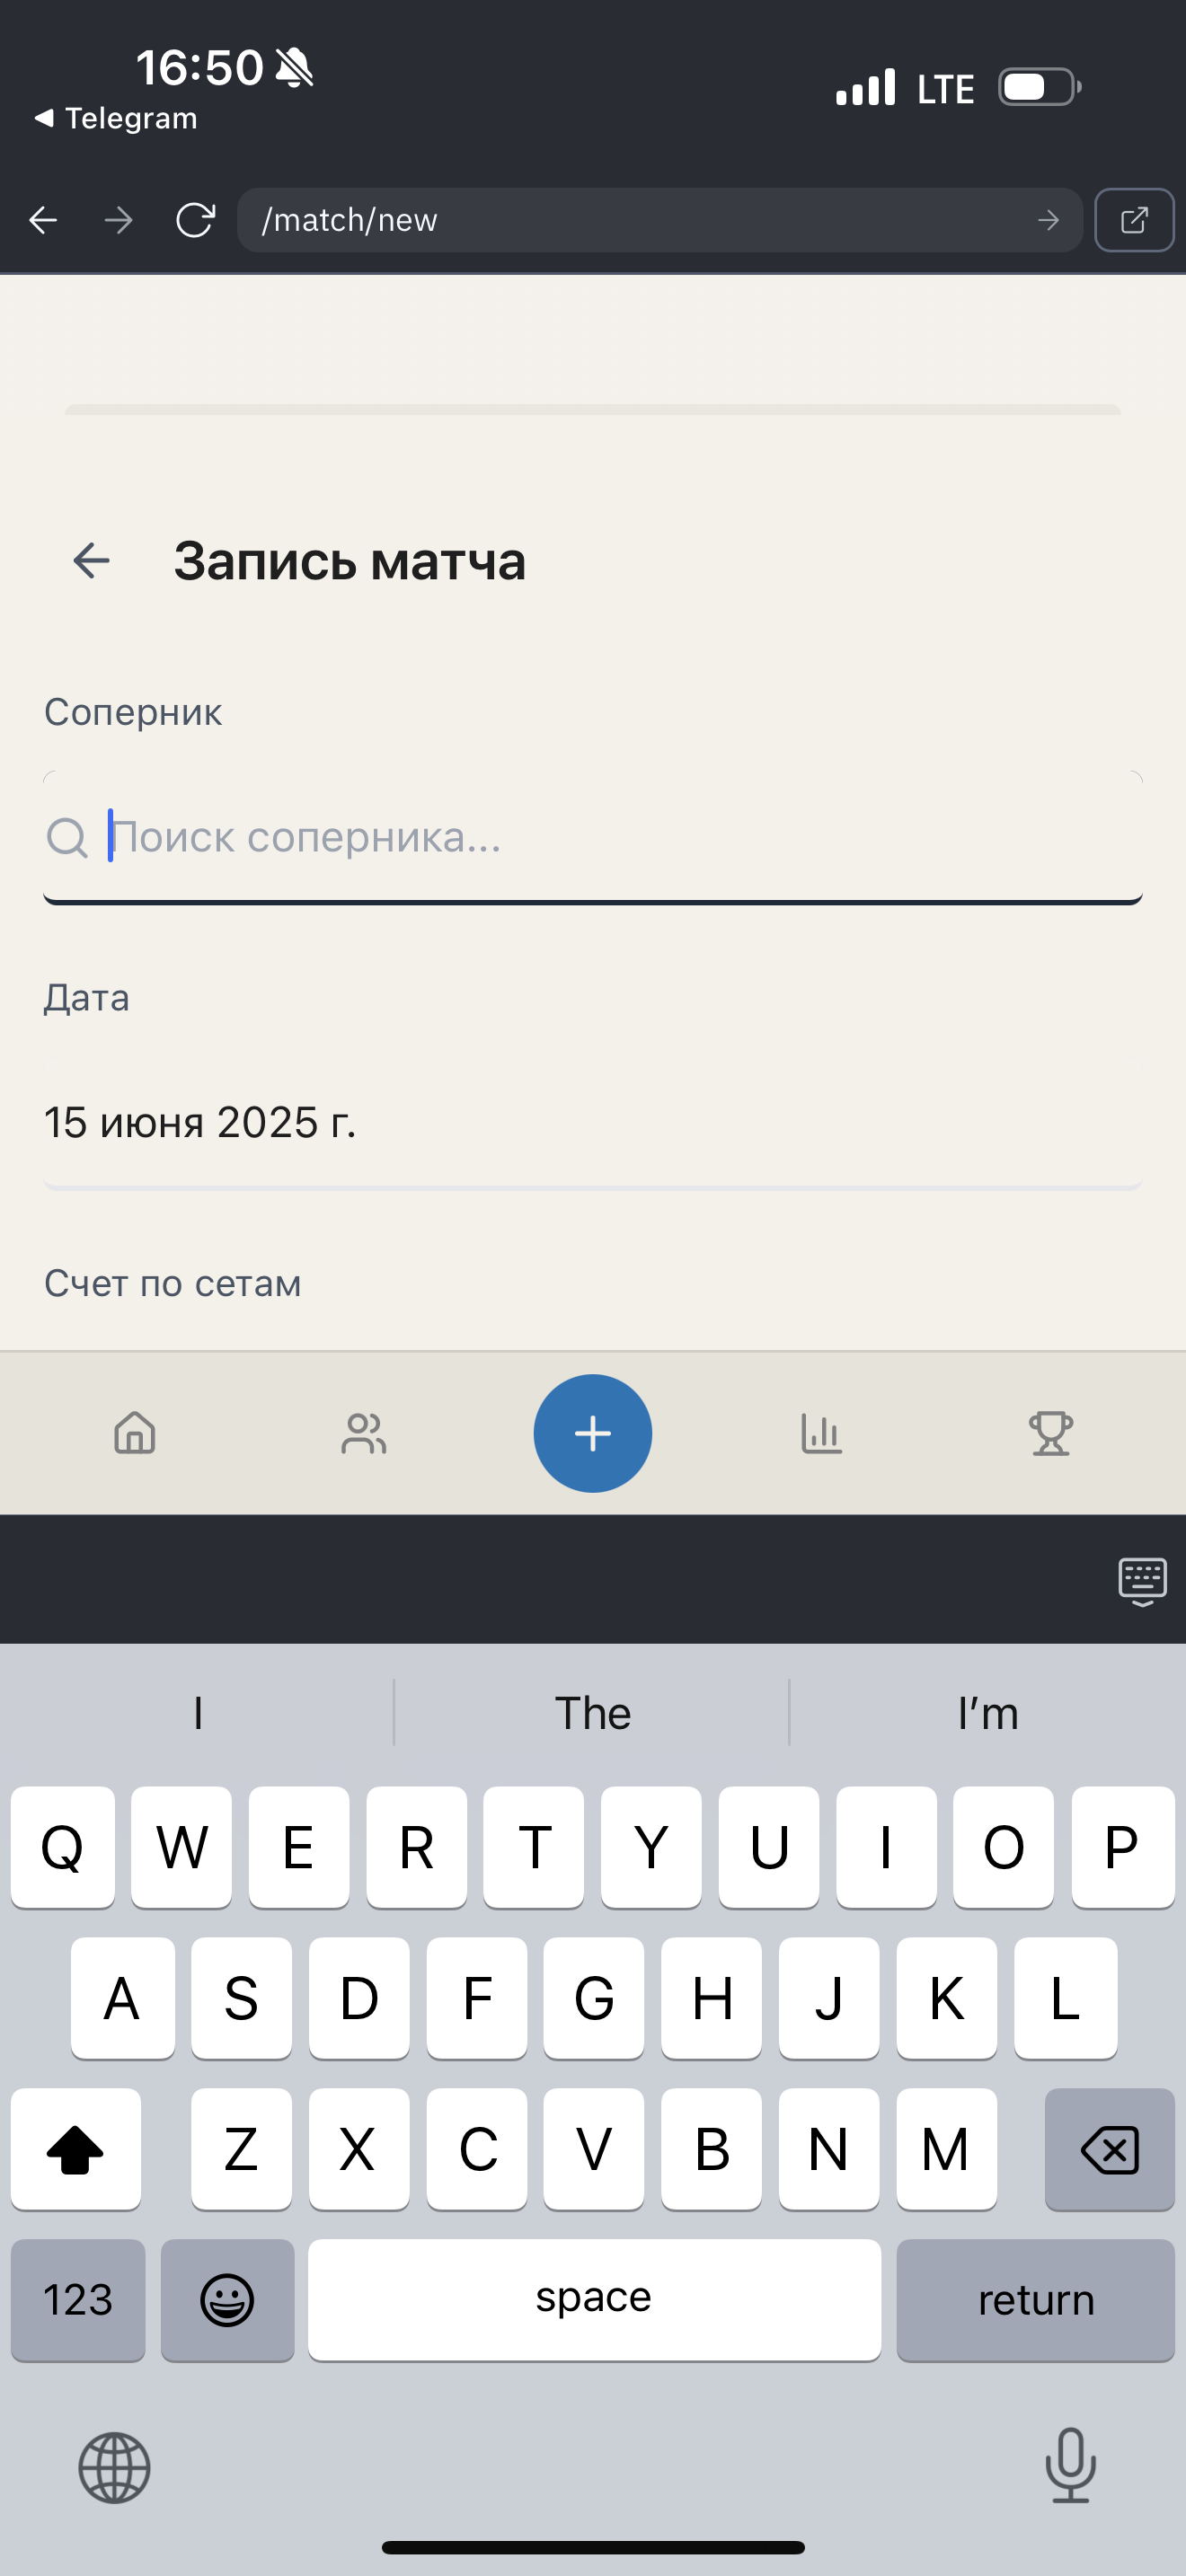 16:50
LTE
Telegram
/match/new
Запись матча
Соперник
Поиск соперника...
Дата
15 июня 2025 г.
Счет по сетам
I The I’m
Q W E R T Y U I O P
A S D F G H J K L
Z X C V B N M
123 space return